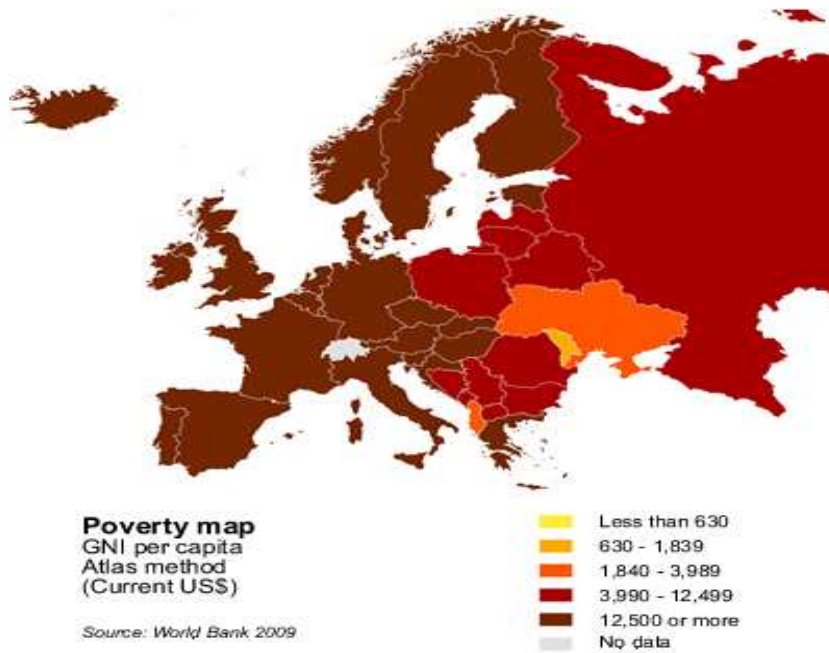 Poverty map
GNI per capita
Atlas method
(Current US$)
Source: World Bank 2009
Less than 630
630 - 1,839
1,840 - 3,989
3,990 - 12,499
12,500 or more
No data